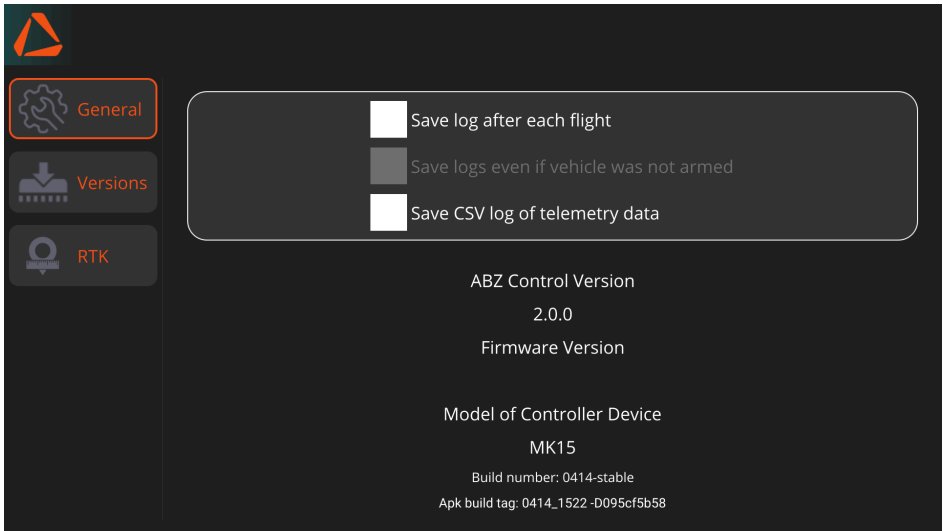 General
Versions
RTK
Save log after each flight
Save logs even if vehicle was not armed
Save CSV log of telemetry data
ABZ Control Version
2.0.0
Firmware Version
Model of Controller Device
MK15
Build number: 0414-stable
Apk build tag: 0414_1522 -D095cf5b58